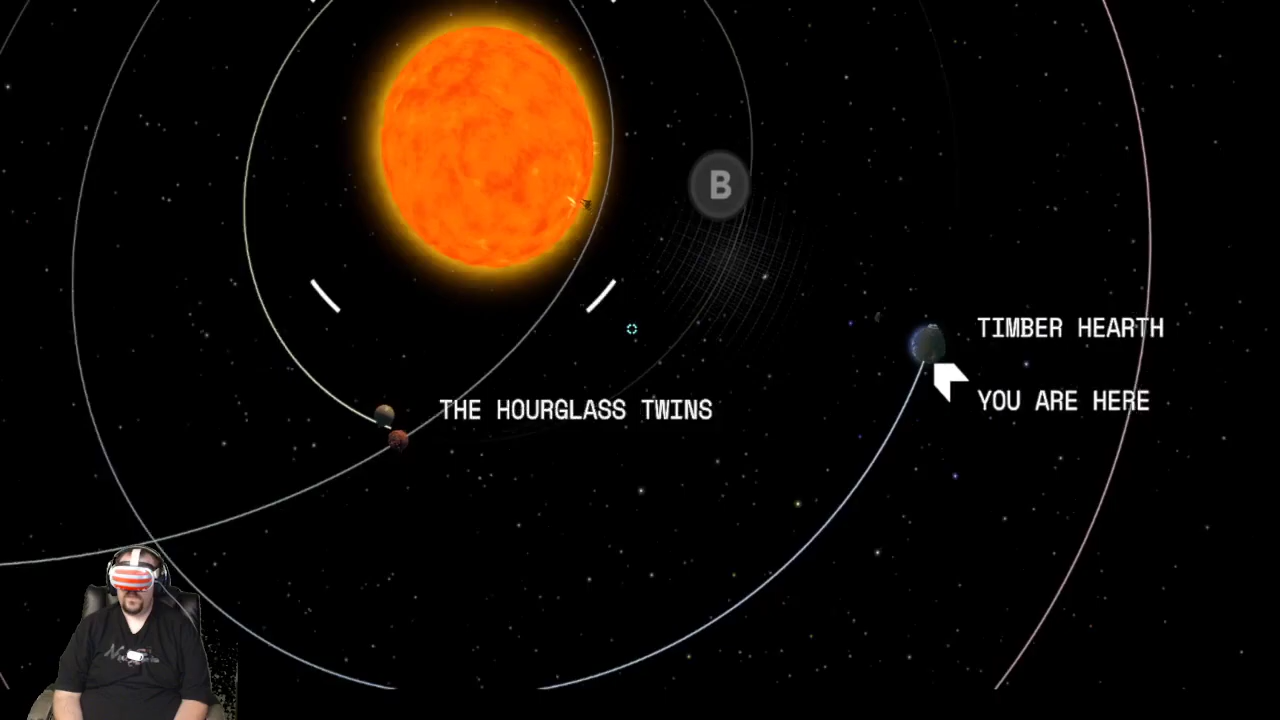 B
TIMBER HEARTH
YOU ARE HERE
THE HOURGLASS TWINS